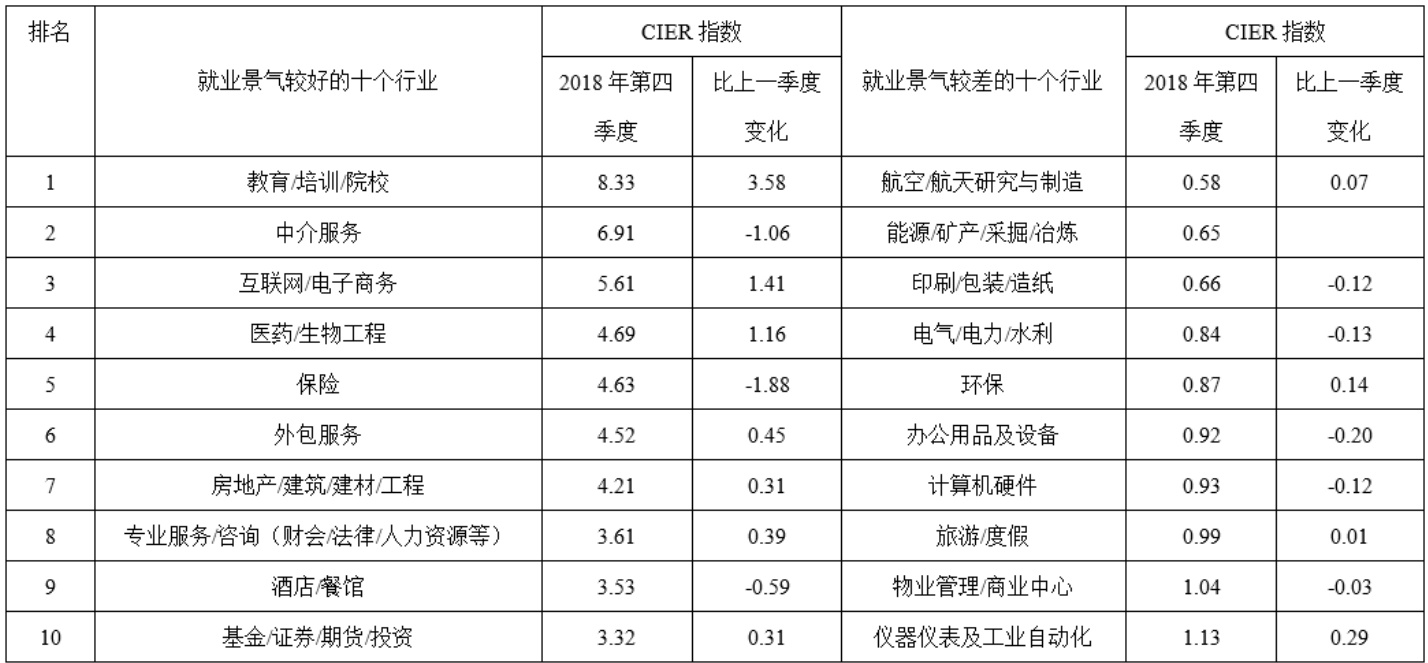 排名 就业景气较好的十个行业 CIER 指数 就业景气较差的十个行业 CIER 指数
2018 年第四季度 比上一季度变化 2018 年第四季度 比上一季度变化
1 教育/培训/院校 8.33 3.58 航空/航天研究与制造 0.58 0.07
2 中介服务 6.91 -1.06 能源/矿产/采掘/冶炼 0.65
3 互联网/电子商务 5.61 1.41 印刷/包装/造纸 0.66 -0.12
4 医药/生物工程 4.69 1.16 电气/电力/水利 0.84 -0.13
5 保险 4.63 -1.88 环保 0.87 0.14
6 外包服务 4.52 0.45 办公用品及设备 0.92 -0.20
7 房地产/建筑/建材/工程 4.21 0.31 计算机硬件 0.93 -0.12
8 专业服务/咨询（财会/法律/人力资源等） 3.61 0.39 旅游/度假 0.99 0.01
9 酒店/餐馆 3.53 -0.59 物业管理/商业中心 1.04 -0.03
10 基金/证券/期货/投资 3.32 0.31 仪器仪表及工业自动化 1.13 0.29